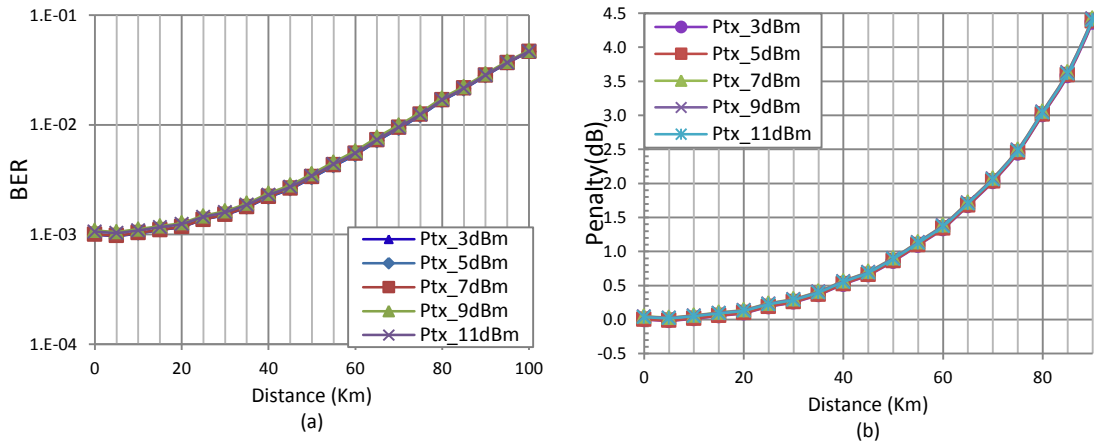 1.E-01
1.E-02
1.E-03
1.E-04
BER
Ptx_3dBm
Ptx_5dBm
Ptx_7dBm
Ptx_9dBm
Ptx_11dBm
0 20 40 60 80 100
Distance (Km)
(a)
4.5
4.0
3.5
3.0
2.5
2.0
1.5
1.0
0.5
0.0
-0.5
Penalty(dB)
Ptx_3dBm
Ptx_5dBm
Ptx_7dBm
Ptx_9dBm
Ptx_11dBm
0 20 40 60 80
Distance (Km)
(b)